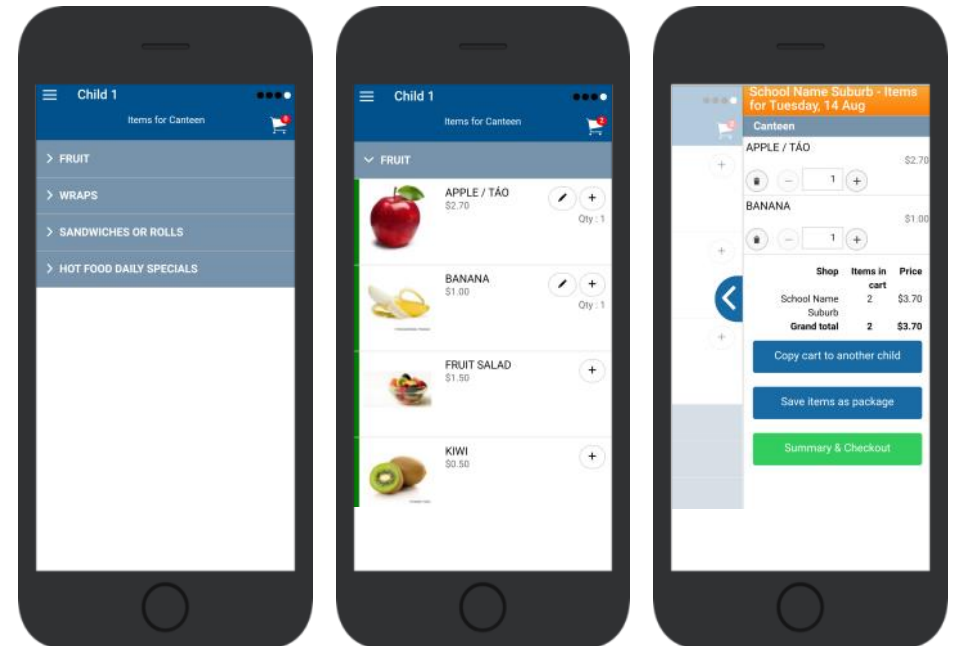 Child 1
Items for Canteen
0
FRUIT
WRAPS
SANDWICHES OR ROLLS
HOT FOOD DAILY SPECIALS
Child 1
Items for Canteen
2
FRUIT
APPLE / TÁO
$2.70
Qty : 1
BANANA
$1.00
Qty : 1
FRUIT SALAD
$1.50
KIWI
$0.50
School Name Suburb - Items
for Tuesday, 14 Aug
2
Canteen
APPLE / TÁO
$2.70
1
BANANA
$1.00
1
Shop Items in Price
cart
School Name 2 $3.70
Suburb
Grand total 2 $3.70
Copy cart to another child
Save items as package
Summary & Checkout